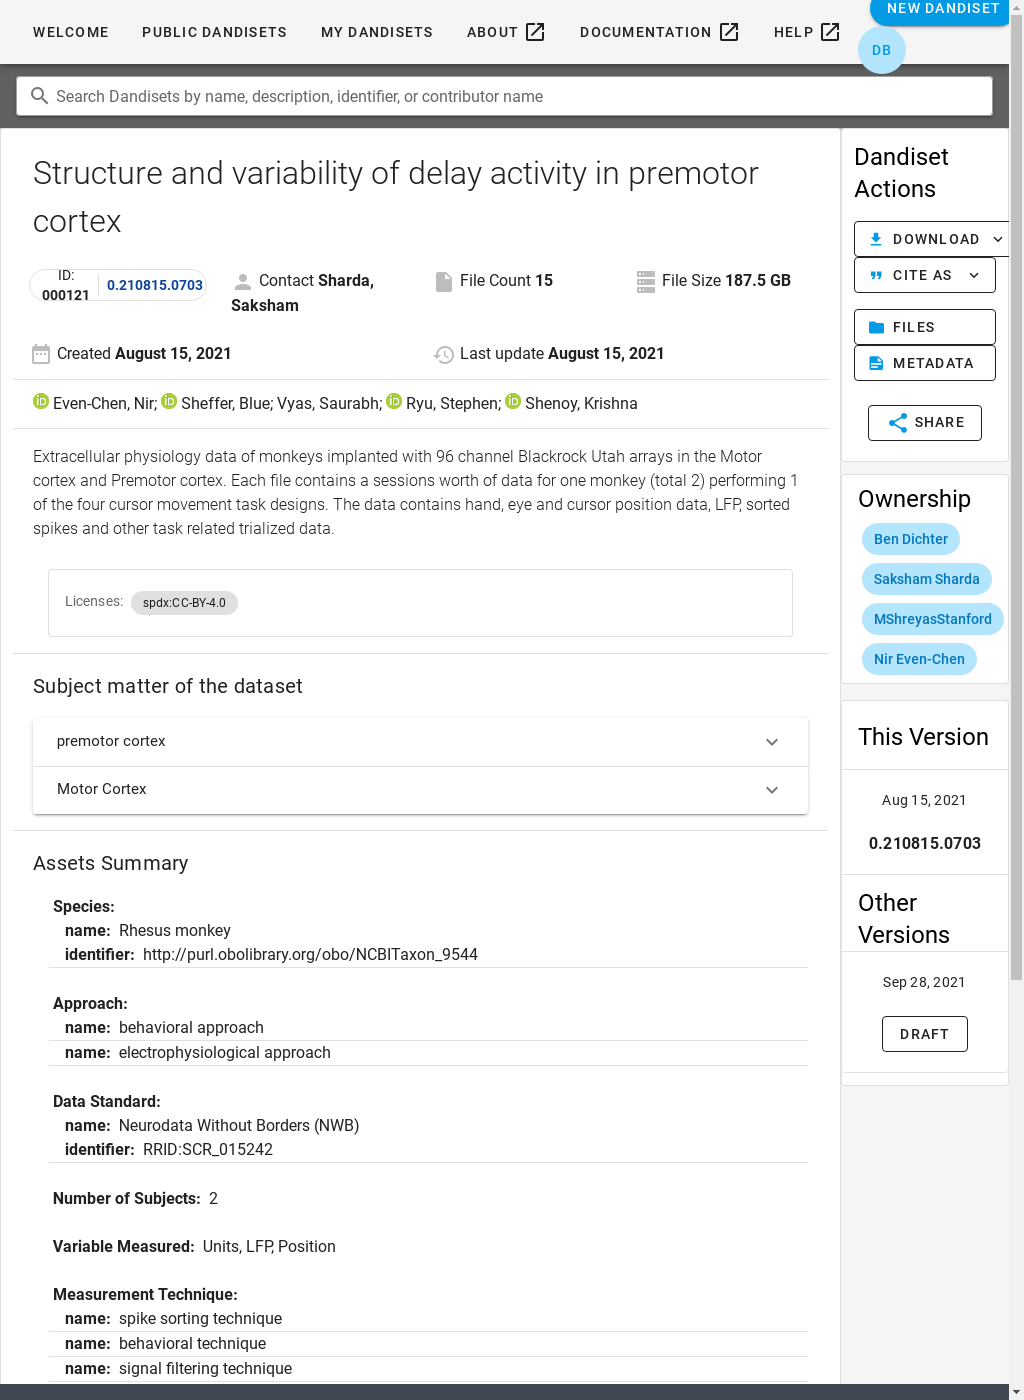 WELCOME
PUBLIC DANDISETS
MY DANDISETS
ABOUT
DOCUMENTATION
HELP
NEW DANDISET
DB
Search Dandisets by name, description, identifier, or contributor name
Structure and variability of delay activity in premotor
cortex
ID:
000121
0.210815.0703
Contact Sharda,
Saksham
File Count 15
File Size 187.5 GB
Created August 15, 2021
Last update August 15, 2021
iD Even-Chen, Nir; iD Sheffer, Blue; Vyas, Saurabh; iD Ryu, Stephen; iD Shenoy, Krishna
Extracellular physiology data of monkeys implanted with 96 channel Blackrock Utah arrays in the Motor
cortex and Premotor cortex. Each file contains a sessions worth of data for one monkey (total 2) performing 1
of the four cursor movement task designs. The data contains hand, eye and cursor position data, LFP, sorted
spikes and other task related trialized data.
Licenses: spdx:CC-BY-4.0
Subject matter of the dataset
premotor cortex
Motor Cortex
Assets Summary
Species:
name: Rhesus monkey
identifier: http://purl.obolibrary.org/obo/NCBITaxon_9544
Approach:
name: behavioral approach
name: electrophysiological approach
Data Standard:
name: Neurodata Without Borders (NWB)
identifier: RRID:SCR_015242
Number of Subjects: 2
Variable Measured: Units, LFP, Position
Measurement Technique:
name: spike sorting technique
name: behavioral technique
name: signal filtering technique
Dandiset
Actions
DOWNLOAD
CITE AS
FILES
METADATA
SHARE
Ownership
Ben Dichter
Saksham Sharda
MShreyasStanford
Nir Even-Chen
This Version
Aug 15, 2021
0.210815.0703
Other
Versions
Sep 28, 2021
DRAFT